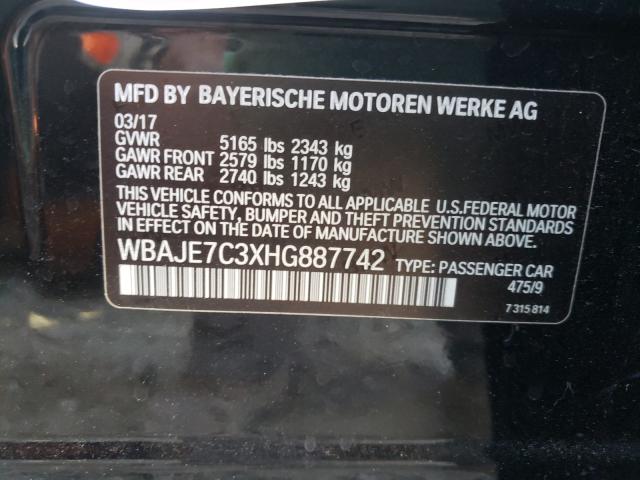 MFD BY BAYERISCHE MOTOREN WERKE AG
03/17
GVWR 5165 lbs 2343 kg
GAWR FRONT 2579 lbs 1170 kg
GAWR REAR 2740 lbs 1243 kg
THIS VEHICLE CONFORMS TO ALL APPLICABLE U.S.FEDERAL MOTOR
VEHICLE SAFETY, BUMPER AND THEFT PREVENTION STANDARDS
IN EFFECT ON THE DATE OF MANUFACTURE SHOWN ABOVE.
WBAJE7C3XHG887742 TYPE: PASSENGER CAR
475/9
7 315 814